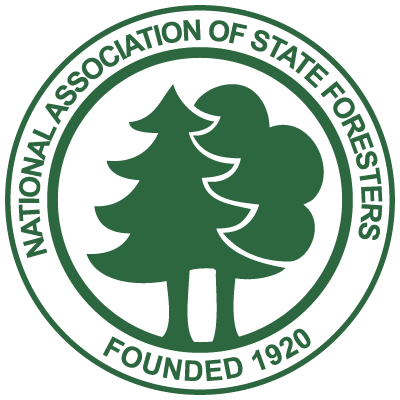 NATIONAL ASSOCIATION OF STATE FORESTERS
FOUNDED 1920